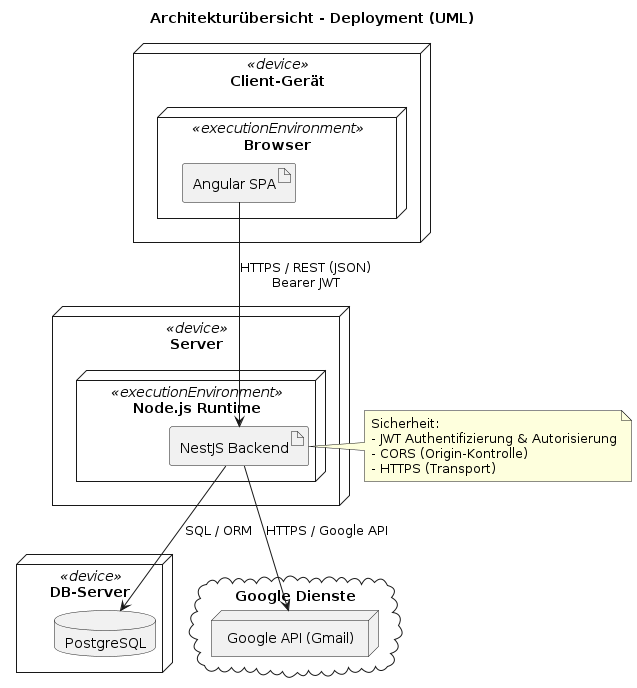 Architekturübersicht - Deployment (UML)
«device»
Client-Gerät
«executionEnvironment»
Browser
Angular SPA
HTTPS / REST (JSON)
Bearer JWT
«device»
Server
«executionEnvironment»
Node.js Runtime
NestJS Backend
Sicherheit:
- JWT Authentifizierung & Autorisierung
- CORS (Origin-Kontrolle)
- HTTPS (Transport)
SQL / ORM
HTTPS / Google API
«device»
DB-Server
PostgreSQL
Google Dienste
Google API (Gmail)